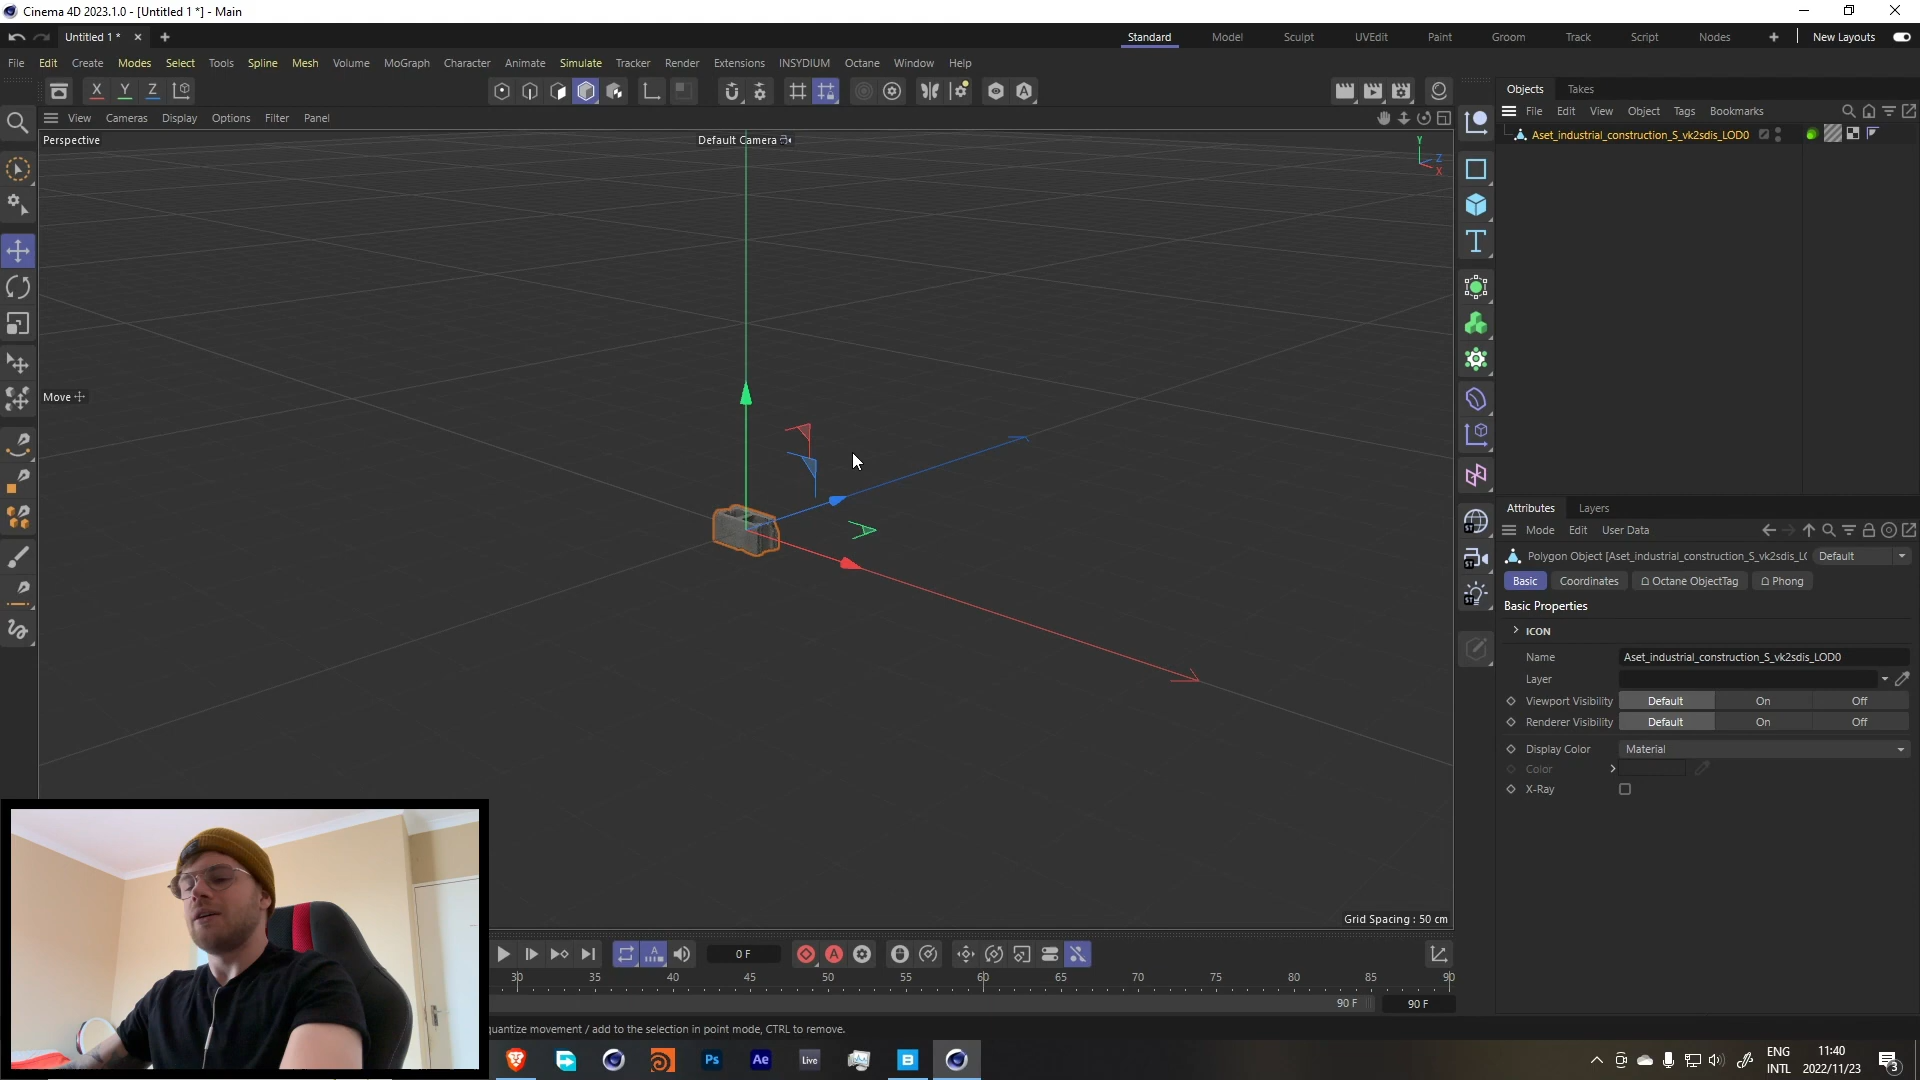 Cinema 4D 2023.1.0 - [Untitled 1 *] - Main
Untitled 1 *
Standard Model Sculpt UVEdit Paint Groom Track Script Nodes New Layouts
File Edit Create Modes Select Tools Spline Mesh Volume MoGraph Character Animate Simulate Tracker Render Extensions INSYDIUM Octane Window Help
X Y Z
Objects Takes
File Edit View Object Tags Bookmarks
View Cameras Display Options Filter Panel
Perspective
Default Camera
Y
Z
X
Aset_industrial_construction_S_vk2sdis_LOD0
Move
Attributes Layers
Mode Edit User Data
Polygon Object [Aset_industrial_construction_S_vk2sdis_L Default
Basic Coordinates Octane ObjectTag Phong
Basic Properties
ICON
Name Aset_industrial_construction_S_vk2sdis_LOD0
Layer
Viewport Visibility Default On Off
Renderer Visibility Default On Off
Display Color Material
Color
X-Ray
Grid Spacing : 50 cm
0 F
30 35 40 45 50 55 60 65 70 75 80 85 90
90 F 90 F
quantize movement / add to the selection in point mode, CTRL to remove.
Ps Ae Live B
ENG
INTL
11:40
2022/11/23
3